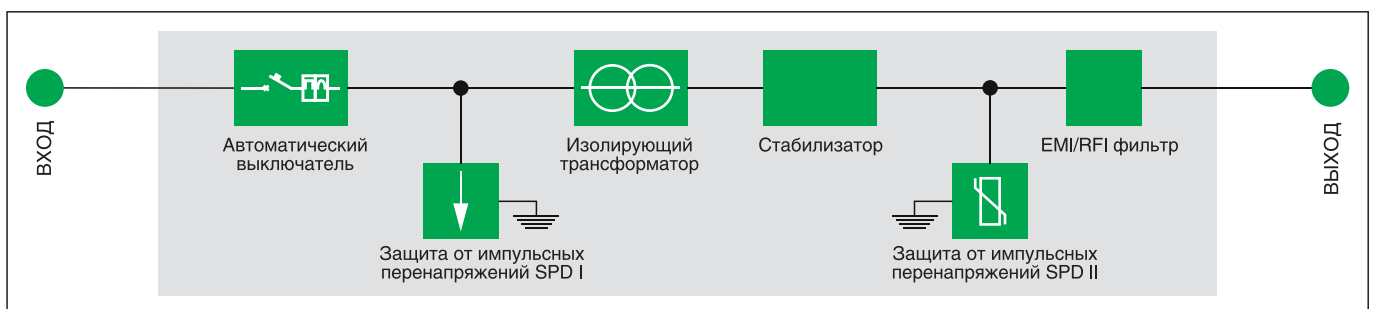 ВХОД
Автоматический
выключатель
Изолирующий
трансформатор
Стабилизатор
EMI/RFI фильтр
ВЫХОД
Защита от импульсных
перенапряжений SPD I
Защита от импульсных
перенапряжений SPD II